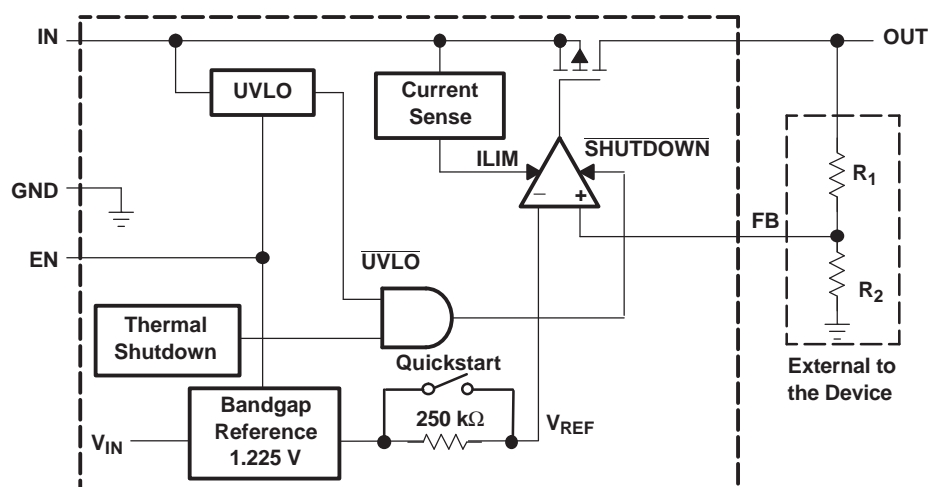 IN
OUT
UVLO
Current
Sense
SHUTDOWN
ILIM
R1
GND
− +
FB
EN
UVLO
R2
Thermal
Shutdown
Quickstart
External to
the Device
Bandgap
Reference
1.225 V
250 kΩ
VREF
VIN